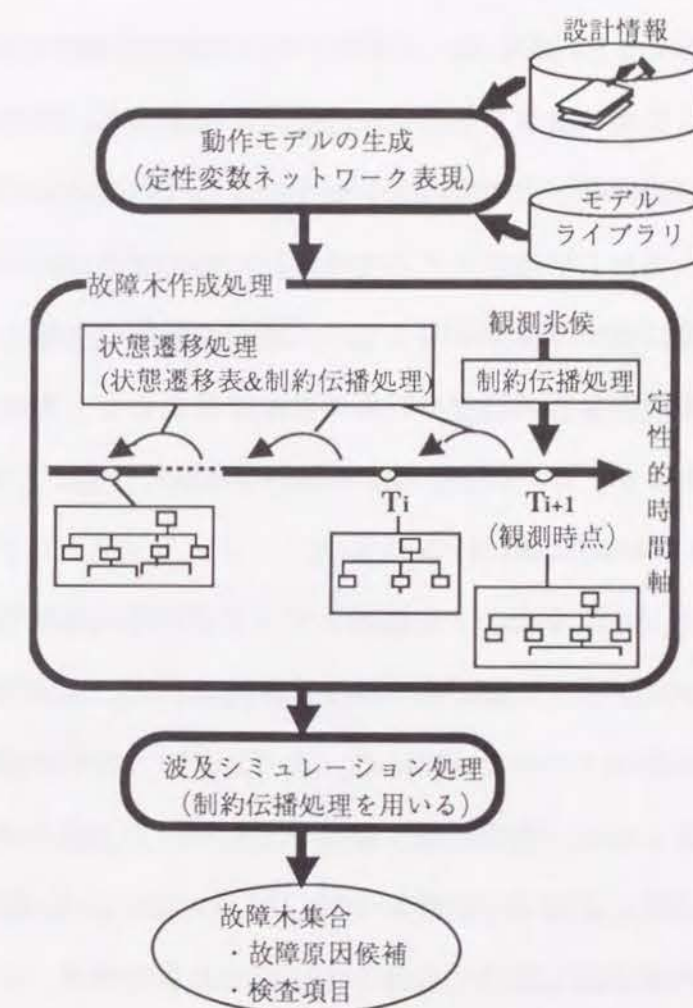 設計情報
動作モデルの生成
(定性変数ネットワーク表現)
モデル
ライブラリ
故障木作成処理
観測兆候
状態遷移処理
(状態遷移表&制約伝播処理)
制約伝播処理
定性的時間軸
Ti
Ti+1
(観測時点)
波及シミュレーション処理
(制約伝播処理を用いる)
故障木集合
・故障原因候補
・検査項目